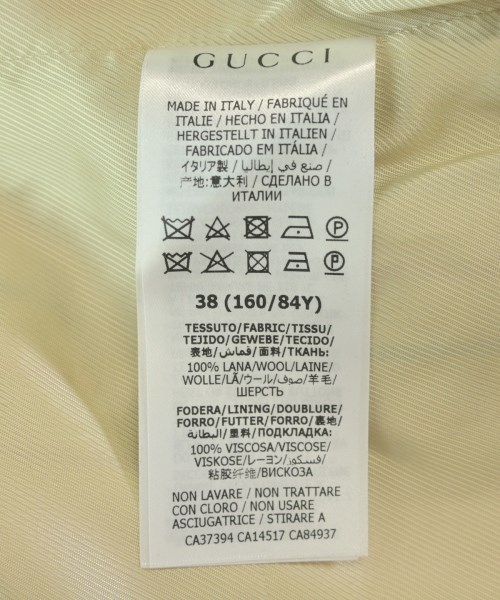 GUCCI
MADE IN ITALY / FABRIQUÉ EN
ITALIE / HECHO EN ITALIA /
HERGESTELLT IN ITALIEN /
FABRICADO EM ITÁLIA /
イタリア製 / صنع في إيطاليا /
产地:意大利 / СДЕЛАНО В
ИТАЛИИ
38 (160/84Y)
TESSUTO/FABRIC/TISSU/
TEJIDO/GEWEBE/TECIDO/
表地/قماش/面料/ТКАНЬ:
100% LANA/WOOL/LAINE/
WOLLE/LÃ/ウール/صوف/羊毛/
ШЕРСТЬ
FODERA/LINING/DOUBLURE/
FORRO/FUTTER/FORRO/裏地/
البطانة/里料/ПОДКЛАДКА:
100% VISCOSA/VISCOSE/
VISKOSE/レーヨン/فسكوز/
粘胶纤维/ВИСКОЗА
NON LAVARE / NON TRATTARE
CON CLORO / NON USARE
ASCIUGATRICE / STIRARE A
CA37394 CA14517 CA84937